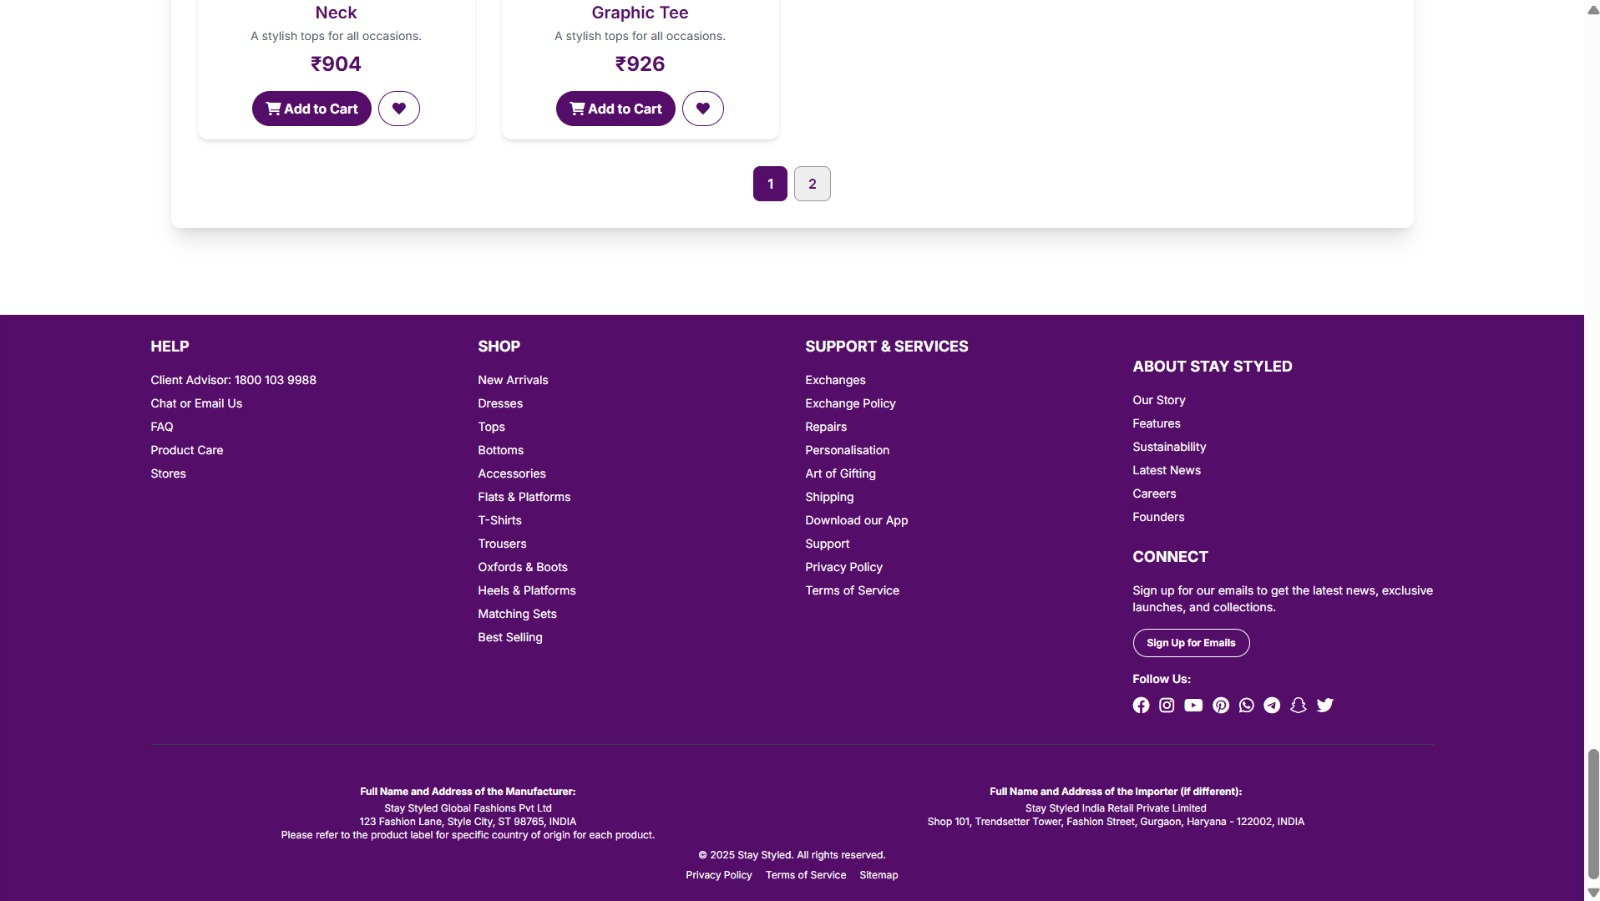 Neck
A stylish tops for all occasions.
₹904
Add to Cart
Graphic Tee
A stylish tops for all occasions.
₹926
Add to Cart
1 2
HELP
Client Advisor: 1800 103 9988
Chat or Email Us
FAQ
Product Care
Stores
SHOP
New Arrivals
Dresses
Tops
Bottoms
Accessories
Flats & Platforms
T-Shirts
Trousers
Oxfords & Boots
Heels & Platforms
Matching Sets
Best Selling
SUPPORT & SERVICES
Exchanges
Exchange Policy
Repairs
Personalisation
Art of Gifting
Shipping
Download our App
Support
Privacy Policy
Terms of Service
ABOUT STAY STYLED
Our Story
Features
Sustainability
Latest News
Careers
Founders
CONNECT
Sign up for our emails to get the latest news, exclusive
launches, and collections.
Sign Up for Emails
Follow Us:
Full Name and Address of the Manufacturer:
Stay Styled Global Fashions Pvt Ltd
123 Fashion Lane, Style City, ST 98765, INDIA
Please refer to the product label for specific country of origin for each product.
Full Name and Address of the Importer (if different):
Stay Styled India Retail Private Limited
Shop 101, Trendsetter Tower, Fashion Street, Gurgaon, Haryana - 122002, INDIA
© 2025 Stay Styled. All rights reserved.
Privacy Policy Terms of Service Sitemap